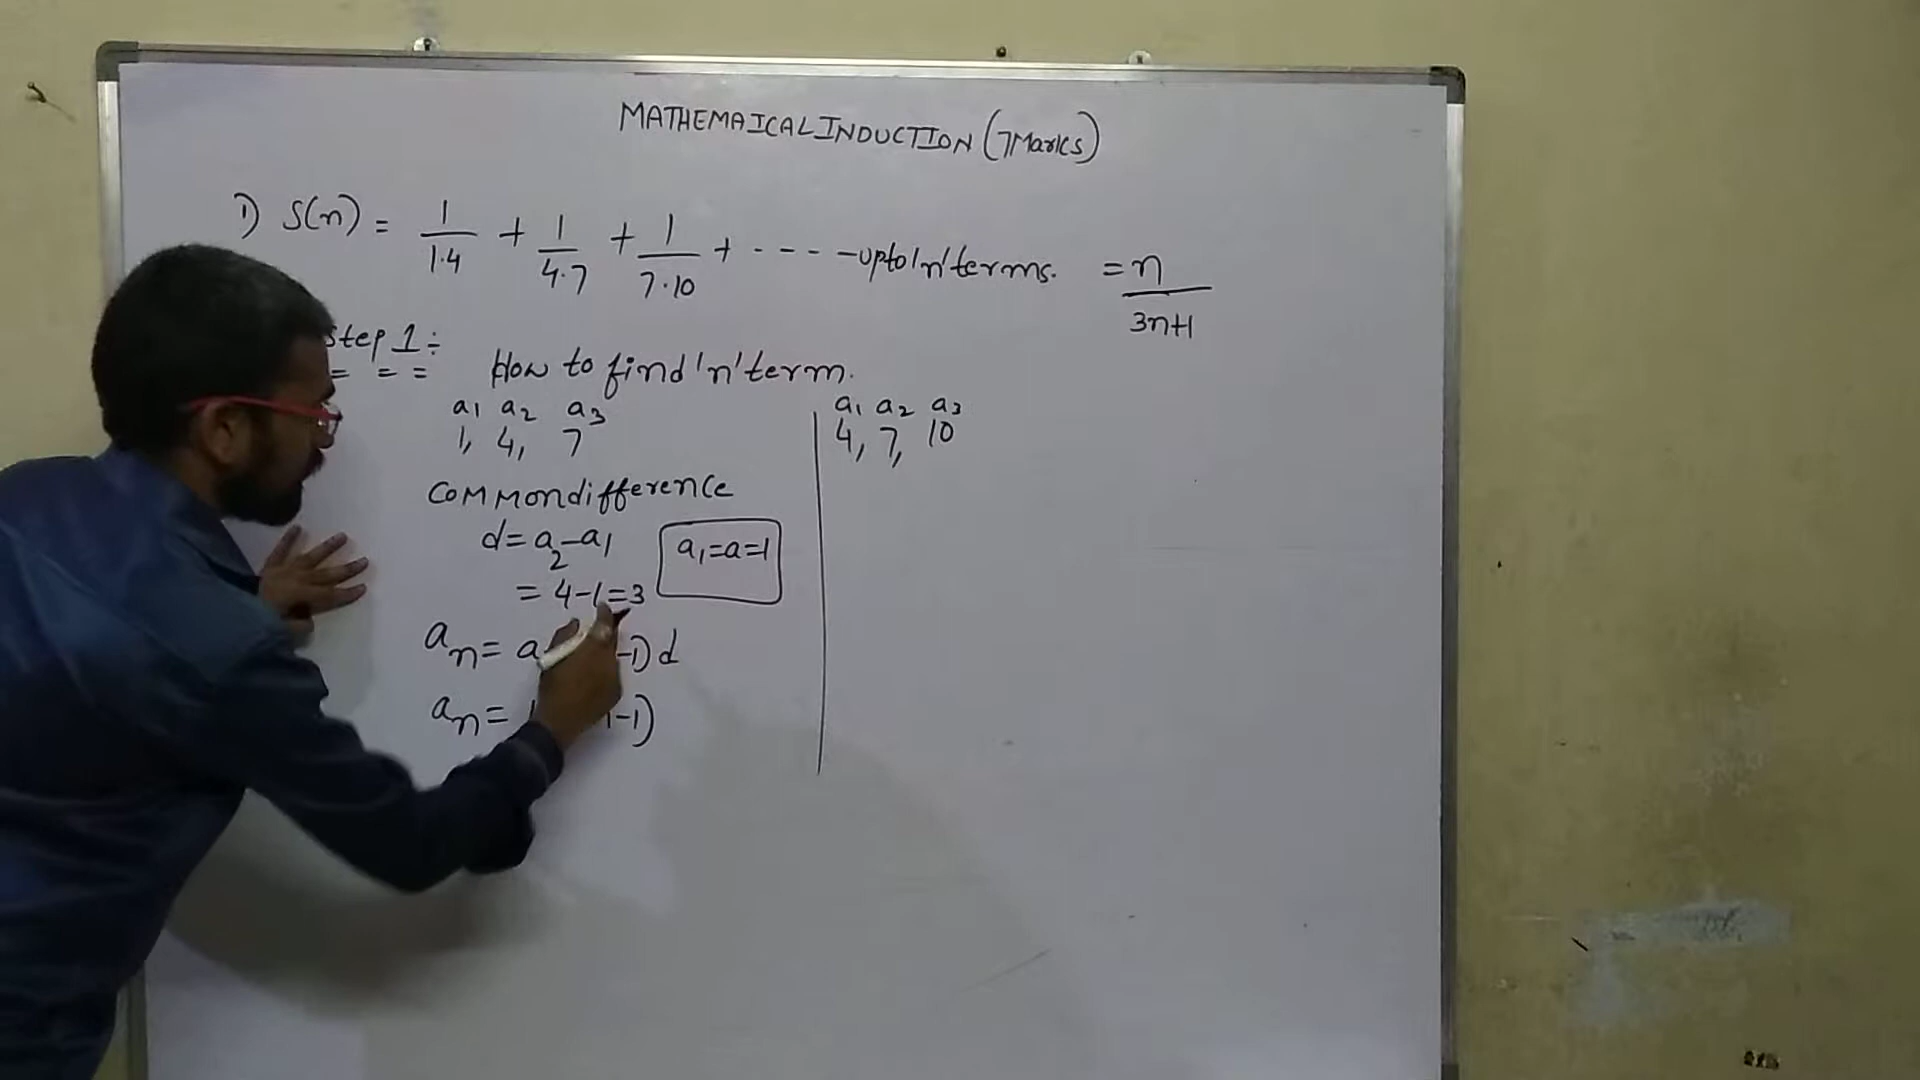 MATHEMAICAL INDUCTION (7Marks)
1) S(n) = 1/1·4 + 1/4·7 + 1/7·10 + - - - - -upto 'n' terms. = n/3n+1
Step 1:
How to find 'n' term.
a1 a2 a3
1, 4, 7
COMMON difference
d = a2 - a1
a1 = a = 1
= 4 - 1 = 3
an = a -1) d
an = -1)
a1 a2 a3
4, 7, 10